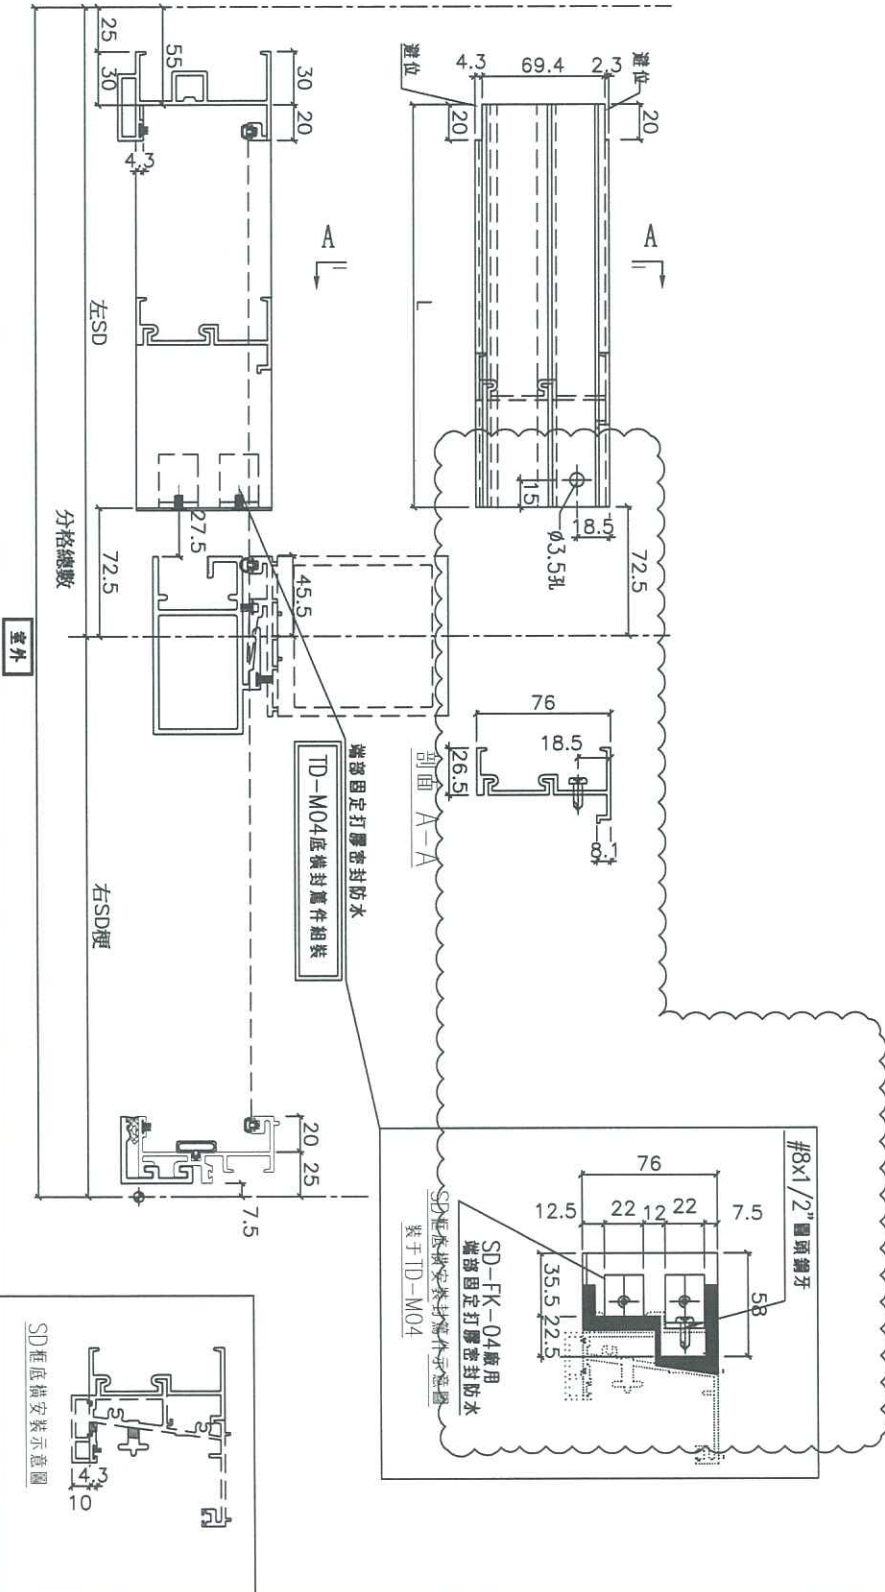 25
30
55
30
20
4.3
避位
4.3
69.4
2.3
避位
20
20
A
A
L
左SD
15
18.5
Ø3.5孔
72.5
27.5
72.5
分格總數
45.5
室外
76
18.5
26.5
8.1
剖面 A-A
端部固定打膠密封防水
TD-M04底橫封蓋件組裝
右SD梗
20
25
7.5
#8x1/2"圓頭鋼牙
76
12.5
22
12
22
7.5
35.5
22.5
58
SD-FK-04廠用
端部固定打膠密封防水
SD框底橫安裝封蓋件示意圖
裝于TD-M04
4.3
10
SD框底橫安裝示意圖